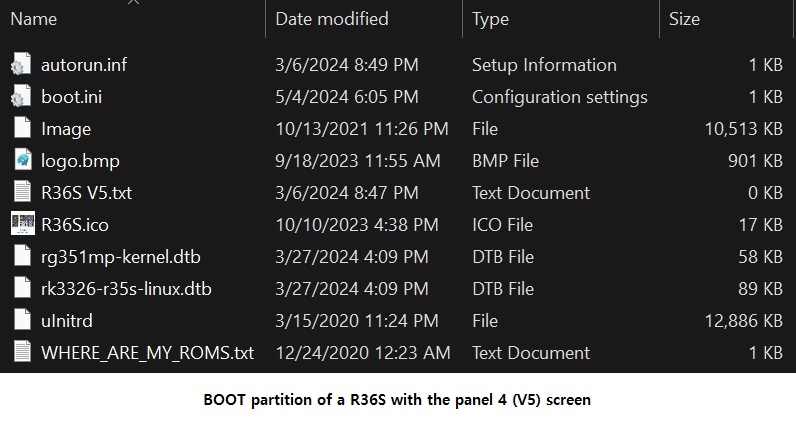 Name Date modified Type Size
autorun.inf 3/6/2024 8:49 PM Setup Information 1 KB
boot.ini 5/4/2024 6:05 PM Configuration settings 1 KB
Image 10/13/2021 11:26 PM File 10,513 KB
logo.bmp 9/18/2023 11:55 AM BMP File 901 KB
R36S V5.txt 3/6/2024 8:47 PM Text Document 0 KB
R36S.ico 10/10/2023 4:38 PM ICO File 17 KB
rg351mp-kernel.dtb 3/27/2024 4:09 PM DTB File 58 KB
rk3326-r35s-linux.dtb 3/27/2024 4:09 PM DTB File 89 KB
uInitrd 3/15/2020 11:24 PM File 12,886 KB
WHERE_ARE_MY_ROMS.txt 12/24/2020 12:23 AM Text Document 1 KB
BOOT partition of a R36S with the panel 4 (V5) screen